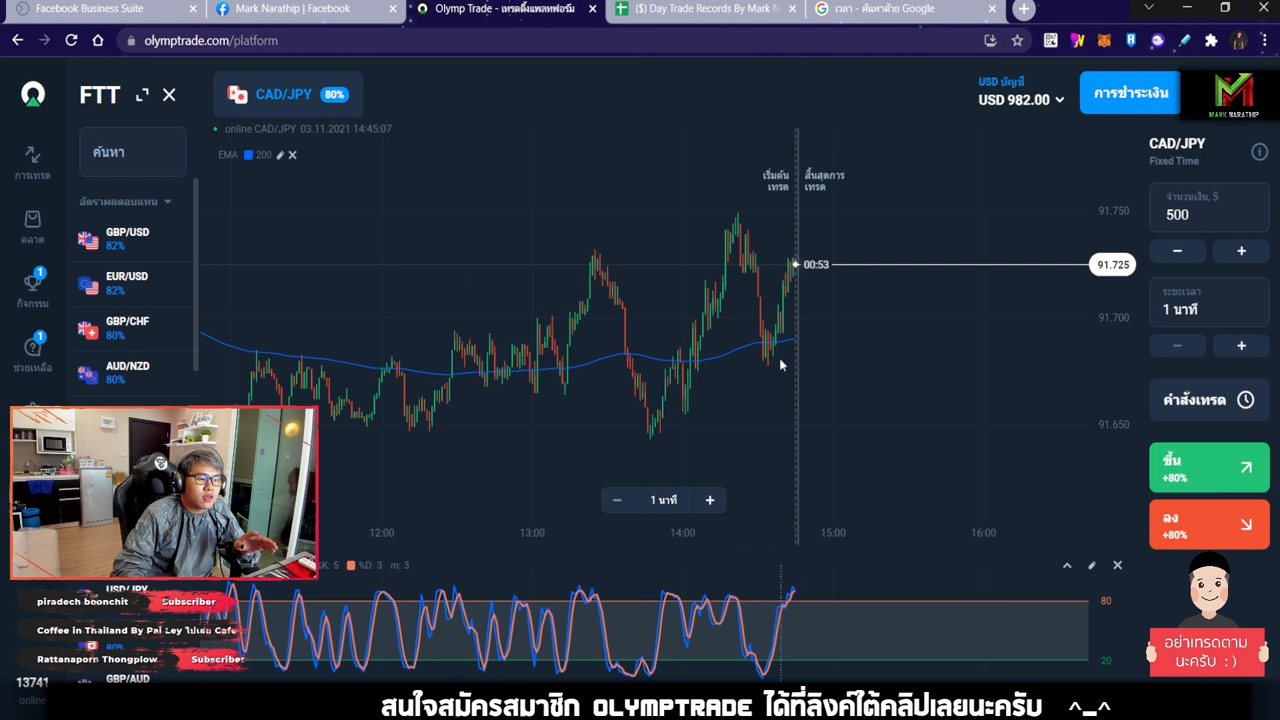 Facebook Business Suite
Mark Narathip | Facebook
Olymp Trade - เทรดดิ้งแพลทฟอร์ม
($) Day Trade Records By Mark N
เวลา - ค้นหาด้วย Google
olymptrade.com/platform
FTT
CAD/JPY 80%
USD บัญชี
USD 982.00
การชำระเงิน
MARK NARATHIP
online CAD/JPY 03.11.2021 14:45:07
EMA 200
การเทรด
ตลาด
กิจกรรม
1
ช่วยเหลือ
1
ค้นหา
อัตราผลตอบแทน
GBP/USD
82%
EUR/USD
82%
GBP/CHF
80%
AUD/NZD
80%
เริ่มต้น
เทรด
สิ้นสุดการ
เทรด
91.750
00:53
91.725
91.700
91.650
1 นาที
12:00
13:00
14:00
15:00
16:00
K: 5 %D: 3 m: 3
80
20
CAD/JPY
Fixed Time
จำนวนเงิน, $
500
ระยะเวลา
1 นาที
คำสั่งเทรด
ขึ้น
+80%
ลง
+80%
อย่าเทรดตาม
นะครับ : )
USD/JPY
piradech boonchit Subscriber
Coffee in Thailand By Pai Ley ไปเลย Cafe
80%
Rattanaporn Thongplow Subscriber
GBP/AUD
13741
online
สนใจสมัครสมาชิก OLYMPTRADE ได้ที่ลิงค์ใต้คลิปเลยนะครับ ^_^